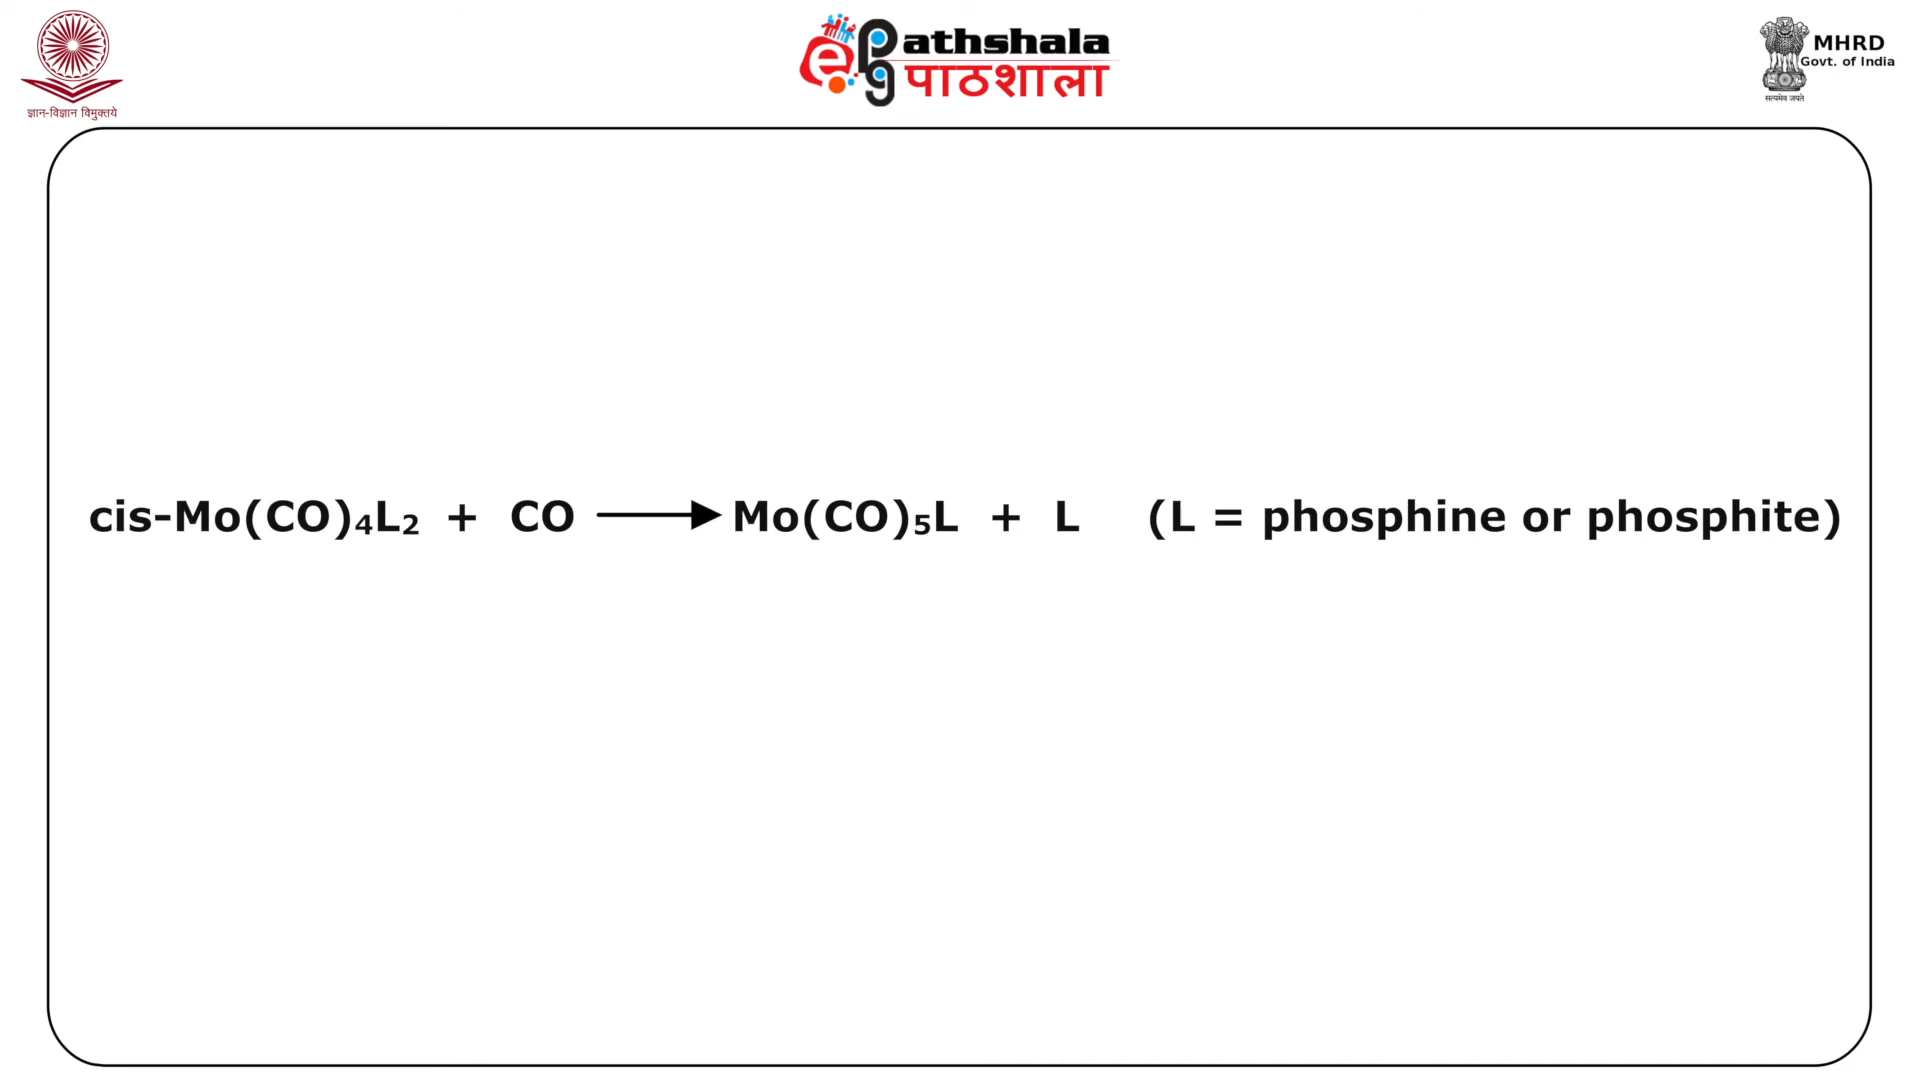 ज्ञान-विज्ञान विमुक्तये
e pg athshala
पाठशाला
MHRD
Govt. of India
सत्यमेव जयते
cis-Mo(CO)₄L₂ + CO ⟶ Mo(CO)₅L + L (L = phosphine or phosphite)